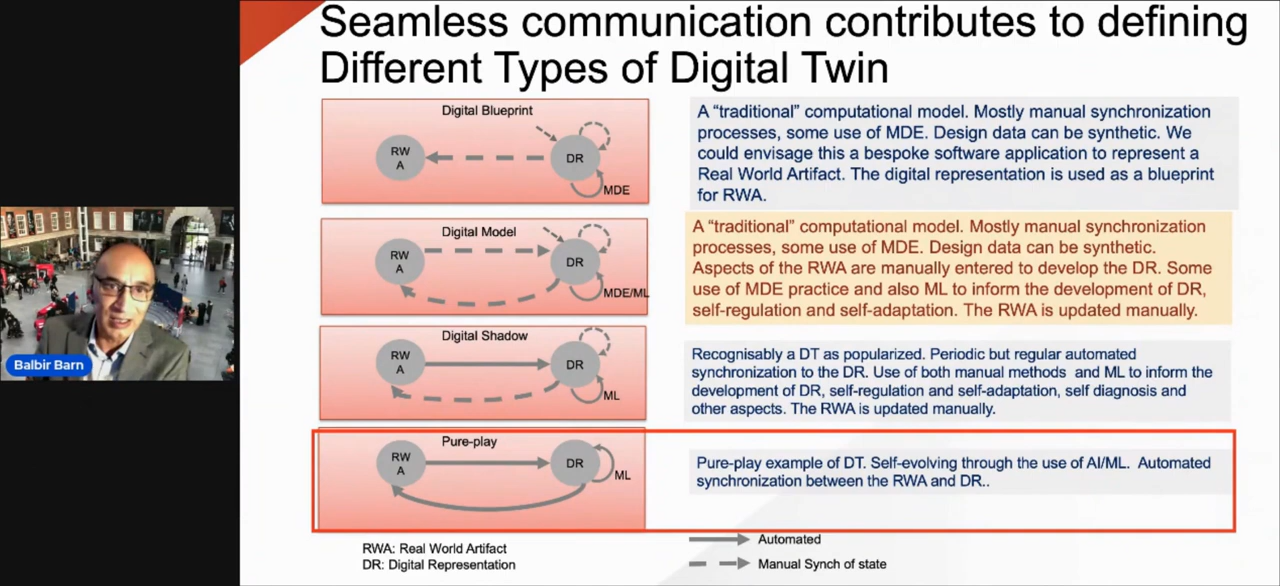 Seamless communication contributes to defining
Different Types of Digital Twin
Digital Blueprint
RW
A
DR
MDE
A “traditional” computational model. Mostly manual synchronization
processes, some use of MDE. Design data can be synthetic. We
could envisage this a bespoke software application to represent a
Real World Artifact. The digital representation is used as a blueprint
for RWA.
Digital Model
RW
A
DR
MDE/ML
A “traditional” computational model. Mostly manual synchronization
processes, some use of MDE. Design data can be synthetic.
Aspects of the RWA are manually entered to develop the DR. Some
use of MDE practice and also ML to inform the development of DR,
self-regulation and self-adaptation. The RWA is updated manually.
Digital Shadow
RW
A
DR
ML
Recognisably a DT as popularized. Periodic but regular automated
synchronization to the DR. Use of both manual methods and ML to inform the
development of DR, self-regulation and self-adaptation, self diagnosis and
other aspects. The RWA is updated manually.
Pure-play
RW
A
DR
ML
Pure-play example of DT. Self-evolving through the use of AI/ML. Automated
synchronization between the RWA and DR..
RWA: Real World Artifact
DR: Digital Representation
Automated
Manual Synch of state
Balbir Barn